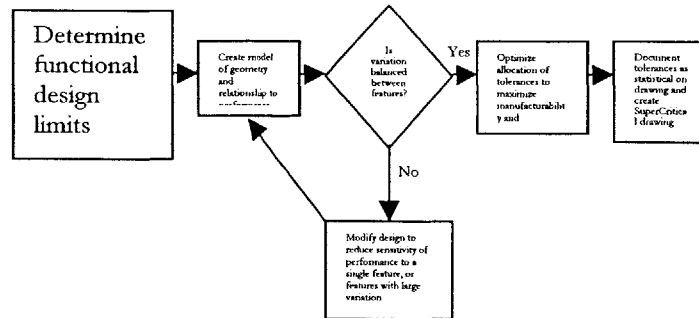 Determine
functional
design
limits
Create model
of geometry
and
relationship to
Is
variation
balanced
between
features?
Yes
Optimize
allocation of
tolerances to
maximize
manufacturabilit
y and
Document
tolerances as
statistical on
drawing and
create
SuperCritica
l drawing
No
Modify design to
reduce sensitivity of
performance to a
single feature, or
features with large
variation